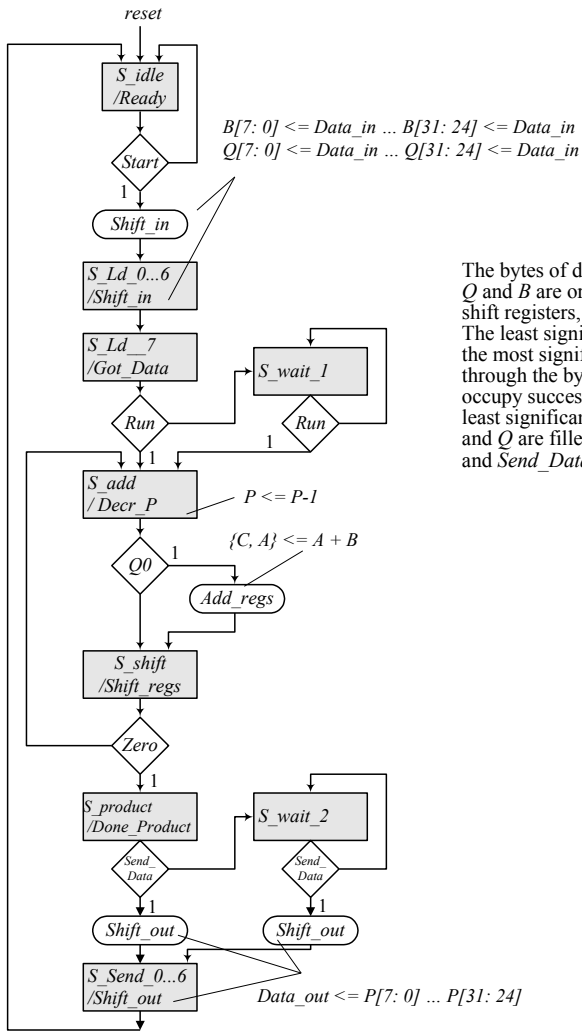 reset
S_idle
/Ready
B[7: 0] <= Data_in ... B[31: 24] <= Data_in
Q[7: 0] <= Data_in ... Q[31: 24] <= Data_in
Start
1
Shift_in
S_Ld_0...6
/Shift_in
The bytes of d
Q and B are or
shift registers,
The least signi
the most signif
through the by
occupy succes
least significan
and Q are fille
and Send_Data
S_Ld__7
/Got_Data
S_wait_1
Run
Run
1
1
S_add
/ Decr_P
P <= P-1
{C, A} <= A + B
1
Q0
Add_regs
S_shift
/Shift_regs
Zero
1
S_product
/Done_Product
S_wait_2
Send_
Data
Send_
Data
1
1
Shift_out
Shift_out
S_Send_0...6
/Shift_out
Data_out <= P[7: 0] ... P[31: 24]